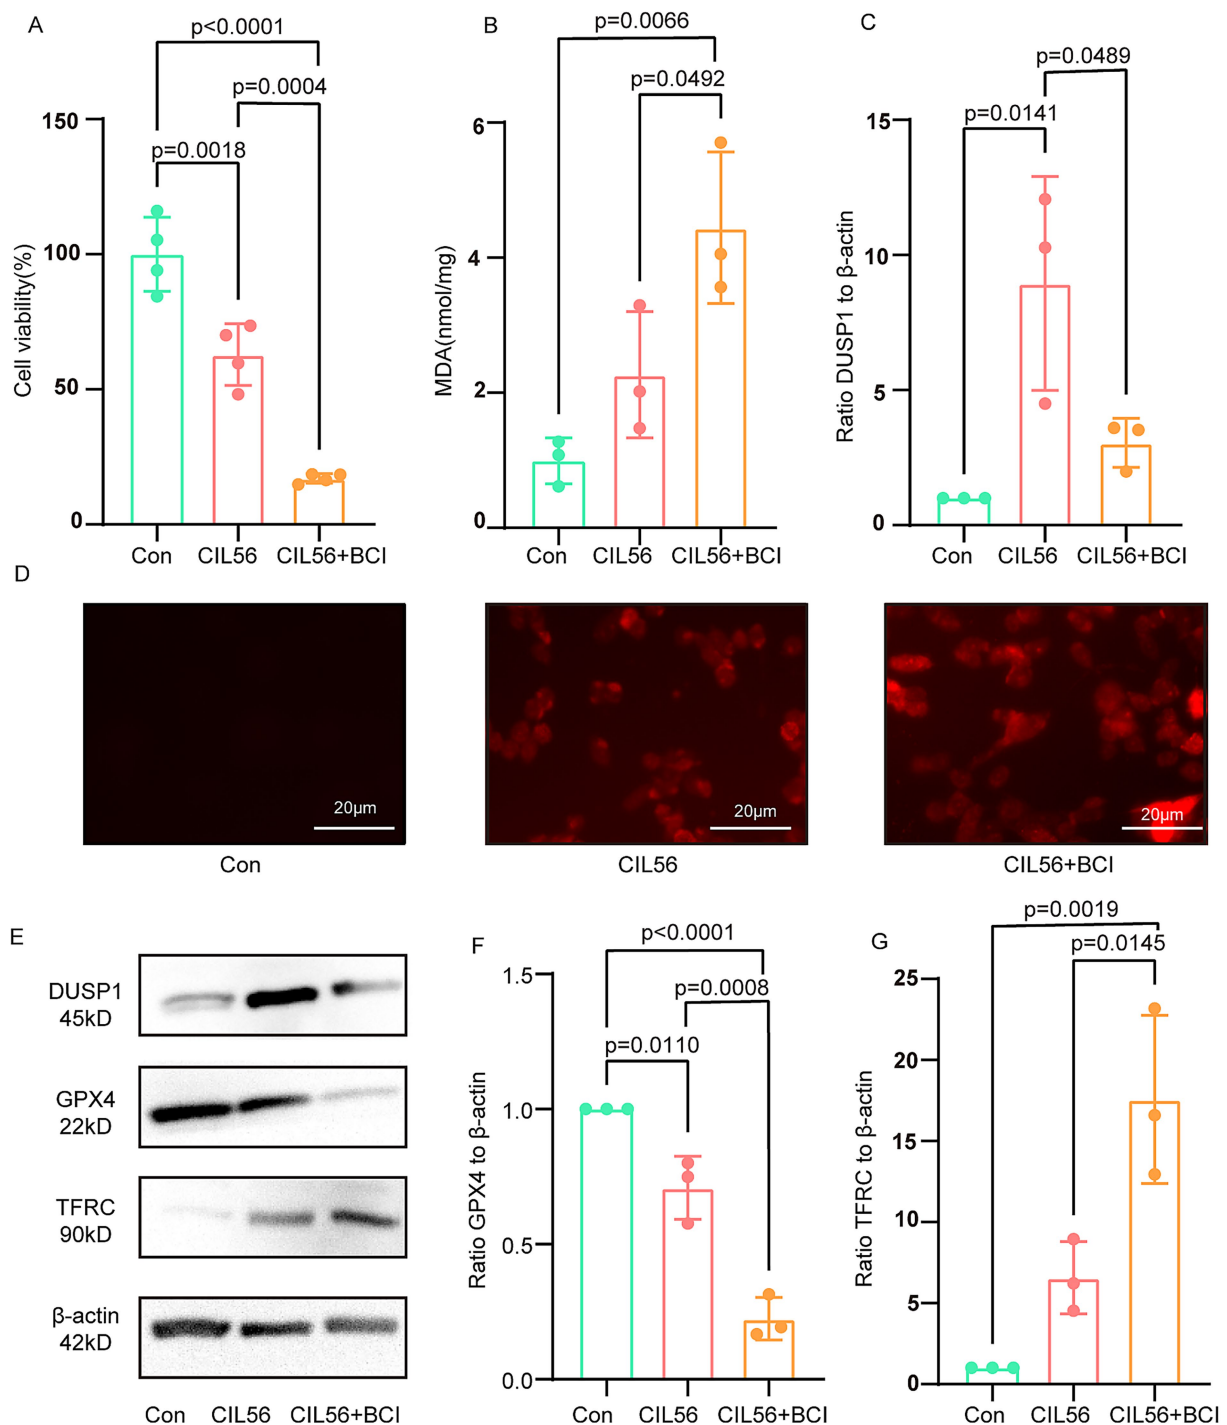 A
p<0.0001
p=0.0004
p=0.0018
150
100
50
0
Cell viability(%)
Con CIL56 CIL56+BCI
B
p=0.0066
p=0.0492
6
4
2
0
MDA(nmol/mg)
Con CIL56 CIL56+BCI
C
p=0.0489
p=0.0141
15
10
5
0
Ratio DUSP1 to β-actin
Con CIL56 CIL56+BCI
D
20μm
20μm
20μm
Con
CIL56
CIL56+BCI
E
DUSP1
45kD
GPX4
22kD
TFRC
90kD
β-actin
42kD
Con CIL56 CIL56+BCI
F
p<0.0001
p=0.0008
p=0.0110
1.5
1.0
0.5
0.0
Ratio GPX4 to β-actin
Con CIL56 CIL56+BCI
G
p=0.0019
p=0.0145
25
20
15
10
5
0
Ratio TFRC to β-actin
Con CIL56 CIL56+BCI